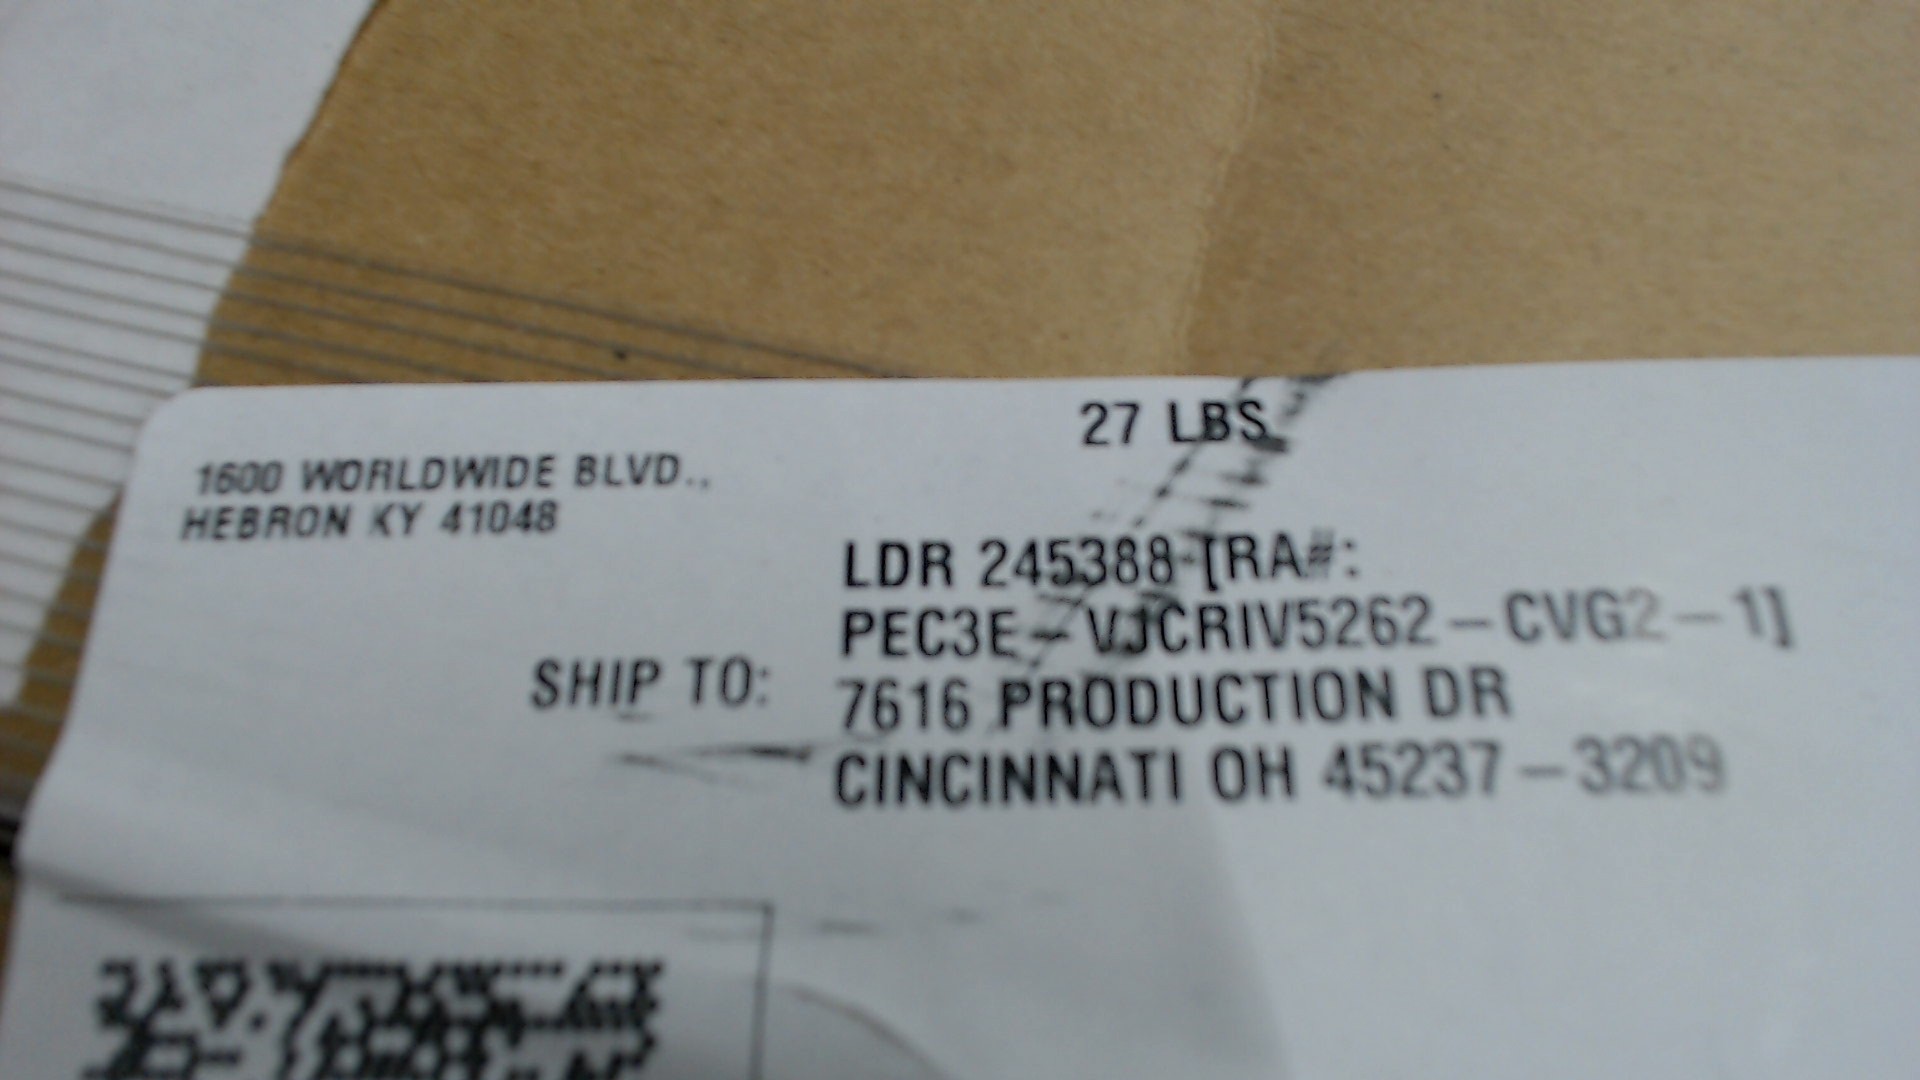 27 LBS
1600 WORLDWIDE BLVD.,
HEBRON KY 41048
LDR 245388 [RA#:
PEC3E-VJCRIV5262-CVG2-1]
SHIP TO: 7616 PRODUCTION DR
CINCINNATI OH 45237-3209